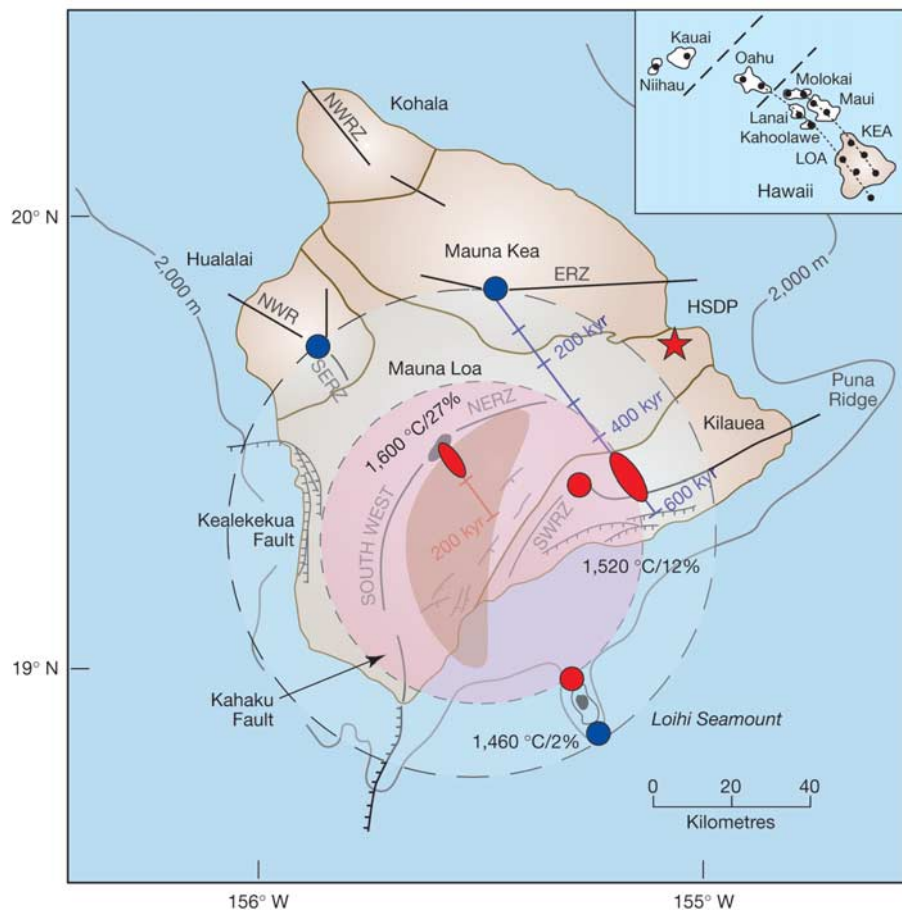 Kauai
Niihau
Oahu
Molokai
Maui
Lanai
Kahoolawe
KEA
LOA
Hawaii
NWRZ
Kohala
20° N
2,000 m
Hualalai
Mauna Kea
ERZ
2,000 m
NWR
SERZ
HSDP
200 kyr
Mauna Loa
Puna
Ridge
NERZ
1,600 °C/27%
400 kyr
Kilauea
600 kyr
Kealekekua
Fault
SOUTH WEST
200 kyr
SWRZ
1,520 °C/12%
19° N
Kahaku
Fault
Loihi Seamount
1,460 °C/2%
0 20 40
Kilometres
156° W
155° W